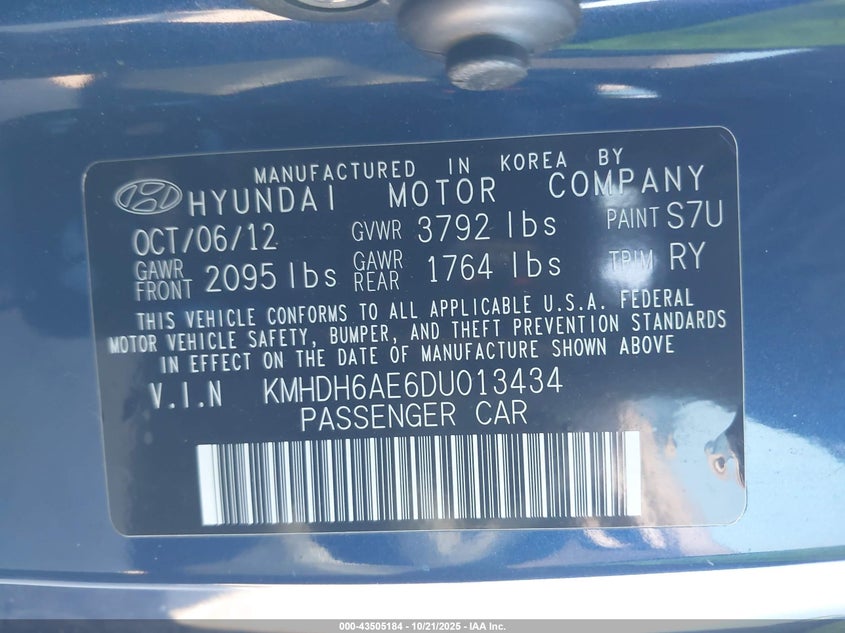 MANUFACTURED IN KOREA BY
HYUNDAI MOTOR COMPANY
OCT/06/12 GVWR 3792 lbs PAINT S7U
GAWR FRONT 2095 lbs GAWR REAR 1764 lbs TRIM RY
THIS VEHICLE CONFORMS TO ALL APPLICABLE U.S.A. FEDERAL
MOTOR VEHICLE SAFETY, BUMPER, AND THEFT PREVENTION STANDARDS
IN EFFECT ON THE DATE OF MANUFACTURE SHOWN ABOVE
V.I.N KMHDH6AE6DU013434
PASSENGER CAR
000-43505184 - 10/21/2025 - IAA Inc.